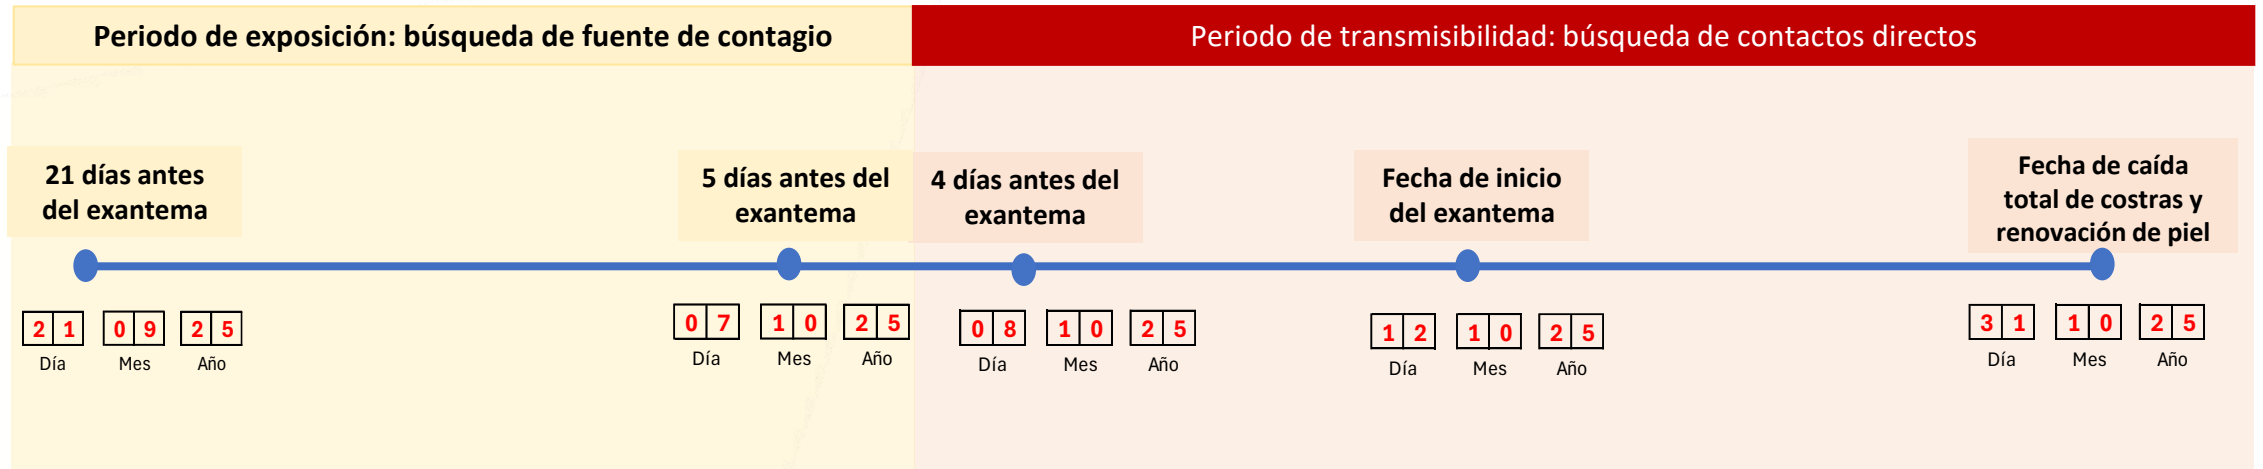 Periodo de exposición: búsqueda de fuente de contagio
Periodo de transmisibilidad: búsqueda de contactos directos
21 días antes
del exantema
5 días antes del
exantema
4 días antes del
exantema
Fecha de inicio
del exantema
Fecha de caída
total de costras y
renovación de piel
2 1 0 9 2 5
Día Mes Año
0 7 1 0 2 5
Día Mes Año
0 8 1 0 2 5
Día Mes Año
1 2 1 0 2 5
Día Mes Año
3 1 1 0 2 5
Día Mes Año